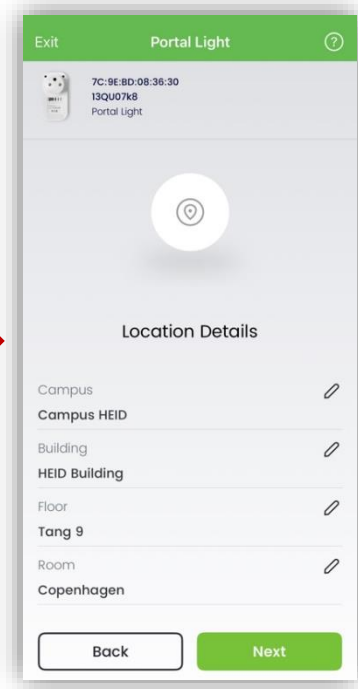 Exit Portal Light ?
7C:9E:BD:08:36:30
13QU07k8
Portal Light
Location Details
Campus
Campus HEID
Building
HEID Building
Floor
Tang 9
Room
Copenhagen
Back Next